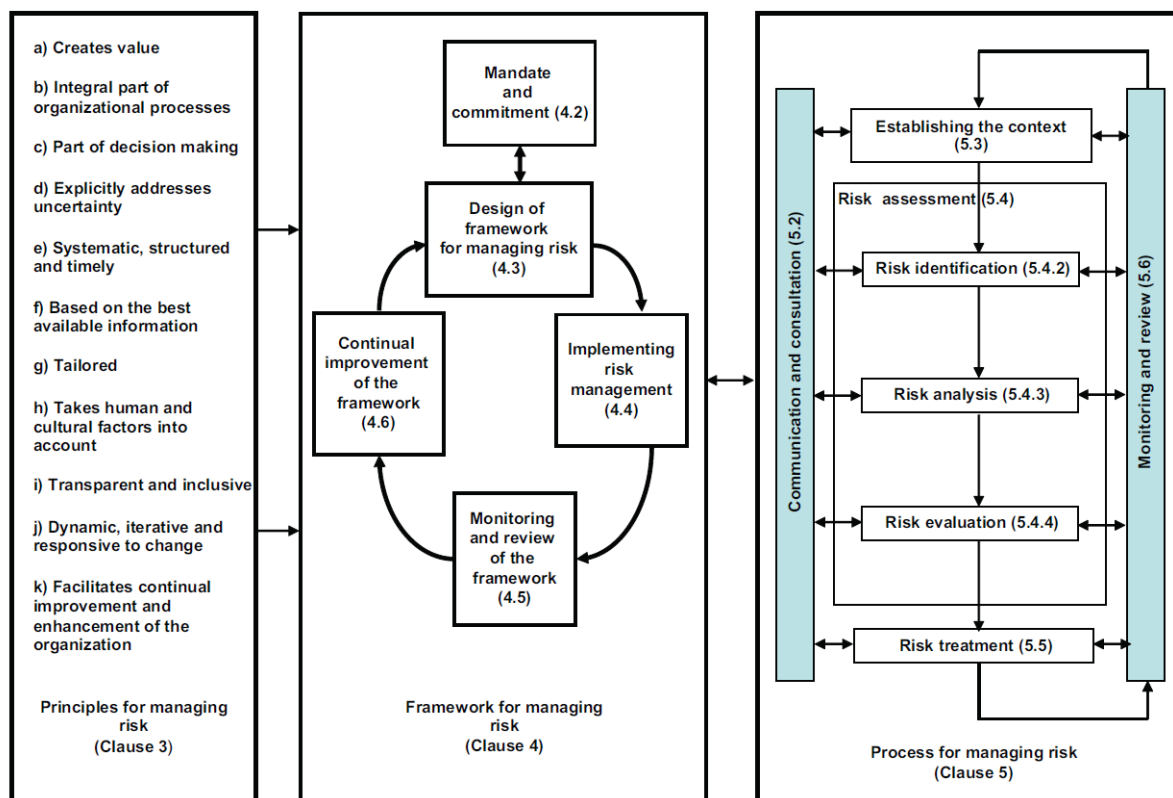 a) Creates value
b) Integral part of
organizational processes
c) Part of decision making
d) Explicitly addresses
uncertainty
e) Systematic, structured
and timely
f) Based on the best
available information
g) Tailored
h) Takes human and
cultural factors into
account
i) Transparent and inclusive
j) Dynamic, iterative and
responsive to change
k) Facilitates continual
improvement and
enhancement of the
organization
Principles for managing
risk
(Clause 3)
Mandate
and
commitment (4.2)
Design of
framework
for managing risk
(4.3)
Continual
improvement
of the
framework
(4.6)
Implementing
risk
management
(4.4)
Monitoring
and review
of the
framework
(4.5)
Framework for managing
risk
(Clause 4)
Communication and consultation (5.2)
Establishing the context
(5.3)
Risk assessment (5.4)
Risk identification (5.4.2)
Risk analysis (5.4.3)
Risk evaluation (5.4.4)
Risk treatment (5.5)
Monitoring and review (5.6)
Process for managing risk
(Clause 5)